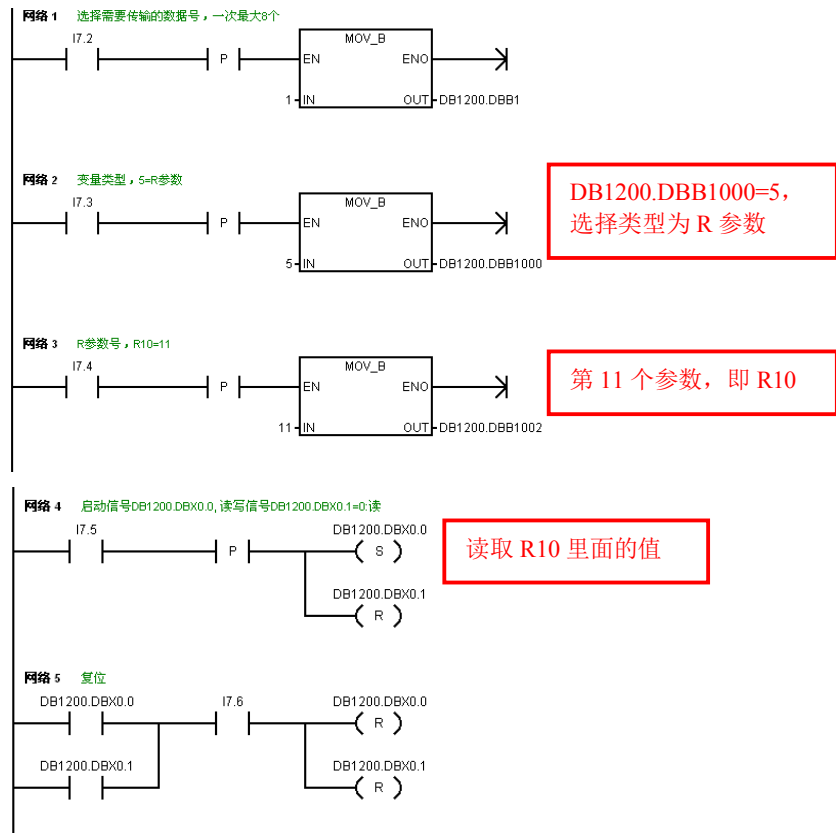 网络 1 选择需要传输的数据号，一次最大8个
I7.2
MOV_B
P
EN ENO
1 IN OUT DB1200.DBB1
网络 2 变量类型，5=R参数
I7.3
MOV_B
P
EN ENO
5 IN OUT DB1200.DBB1000
DB1200.DBB1000=5，
选择类型为 R 参数
网络 3 R参数号，R10=11
I7.4
MOV_B
P
EN ENO
11 IN OUT DB1200.DBB1002
第 11 个参数，即 R10
网络 4 启动信号DB1200.DBX0.0, 读写信号DB1200.DBX0.1=0:读
I7.5 DB1200.DBX0.0
P S
DB1200.DBX0.1
R
读取 R10 里面的值
网络 5 复位
DB1200.DBX0.0 I7.6 DB1200.DBX0.0
R
DB1200.DBX0.1 DB1200.DBX0.1
R